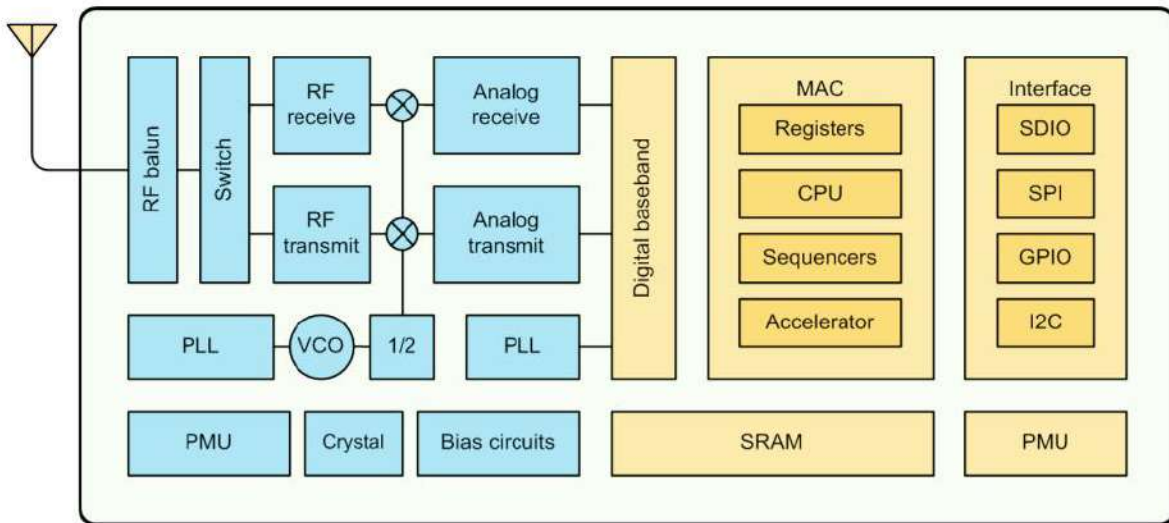 RF balun
Switch
RF
receive
Analog
receive
RF
transmit
Analog
transmit
PLL
VCO
1/2
PLL
Digital baseband
MAC
Registers
CPU
Sequencers
Accelerator
Interface
SDIO
SPI
GPIO
I2C
PMU
Crystal
Bias circuits
SRAM
PMU